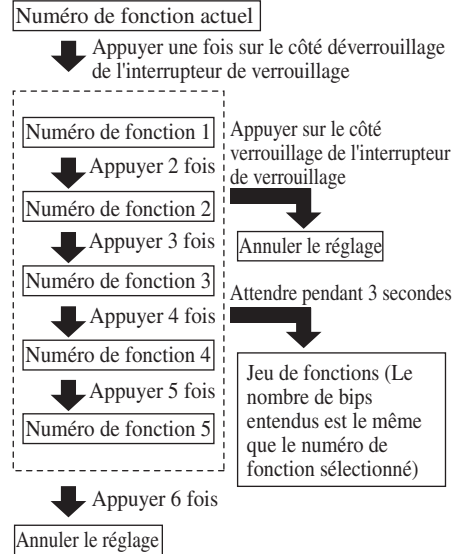 Numéro de fonction actuel
Appuyer une fois sur le côté déverrouillage
de l'interrupteur de verrouillage
Numéro de fonction 1
Appuyer 2 fois
Numéro de fonction 2
Appuyer 3 fois
Numéro de fonction 3
Appuyer 4 fois
Numéro de fonction 4
Appuyer 5 fois
Numéro de fonction 5
Appuyer sur le côté
verrouillage de l'interrupteur
de verrouillage
Annuler le réglage
Attendre pendant 3 secondes
Jeu de fonctions (Le
nombre de bips
entendus est le même
que le numéro de
fonction sélectionné)
Appuyer 6 fois
Annuler le réglage